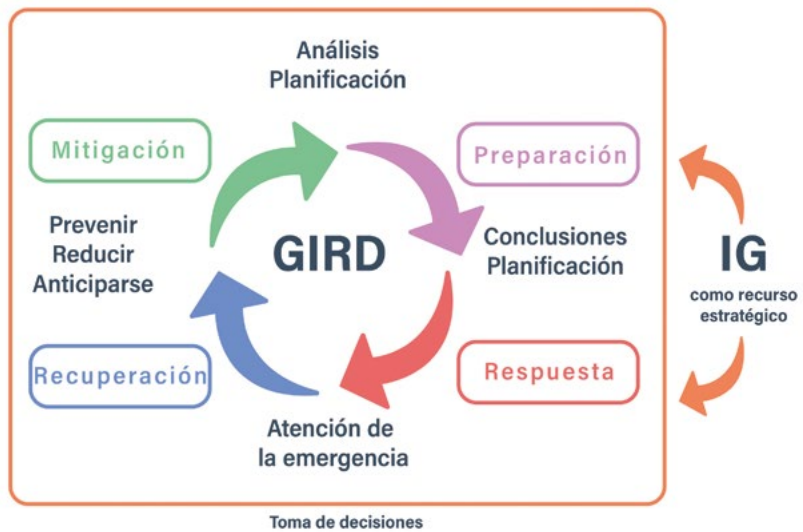 Análisis
Planificación
Mitigación
Preparación
Prevenir
Reducir
Anticiparse
GIRD
Conclusiones
Planificación
IG
como recurso
estratégico
Recuperación
Respuesta
Atención de
la emergencia
Toma de decisiones